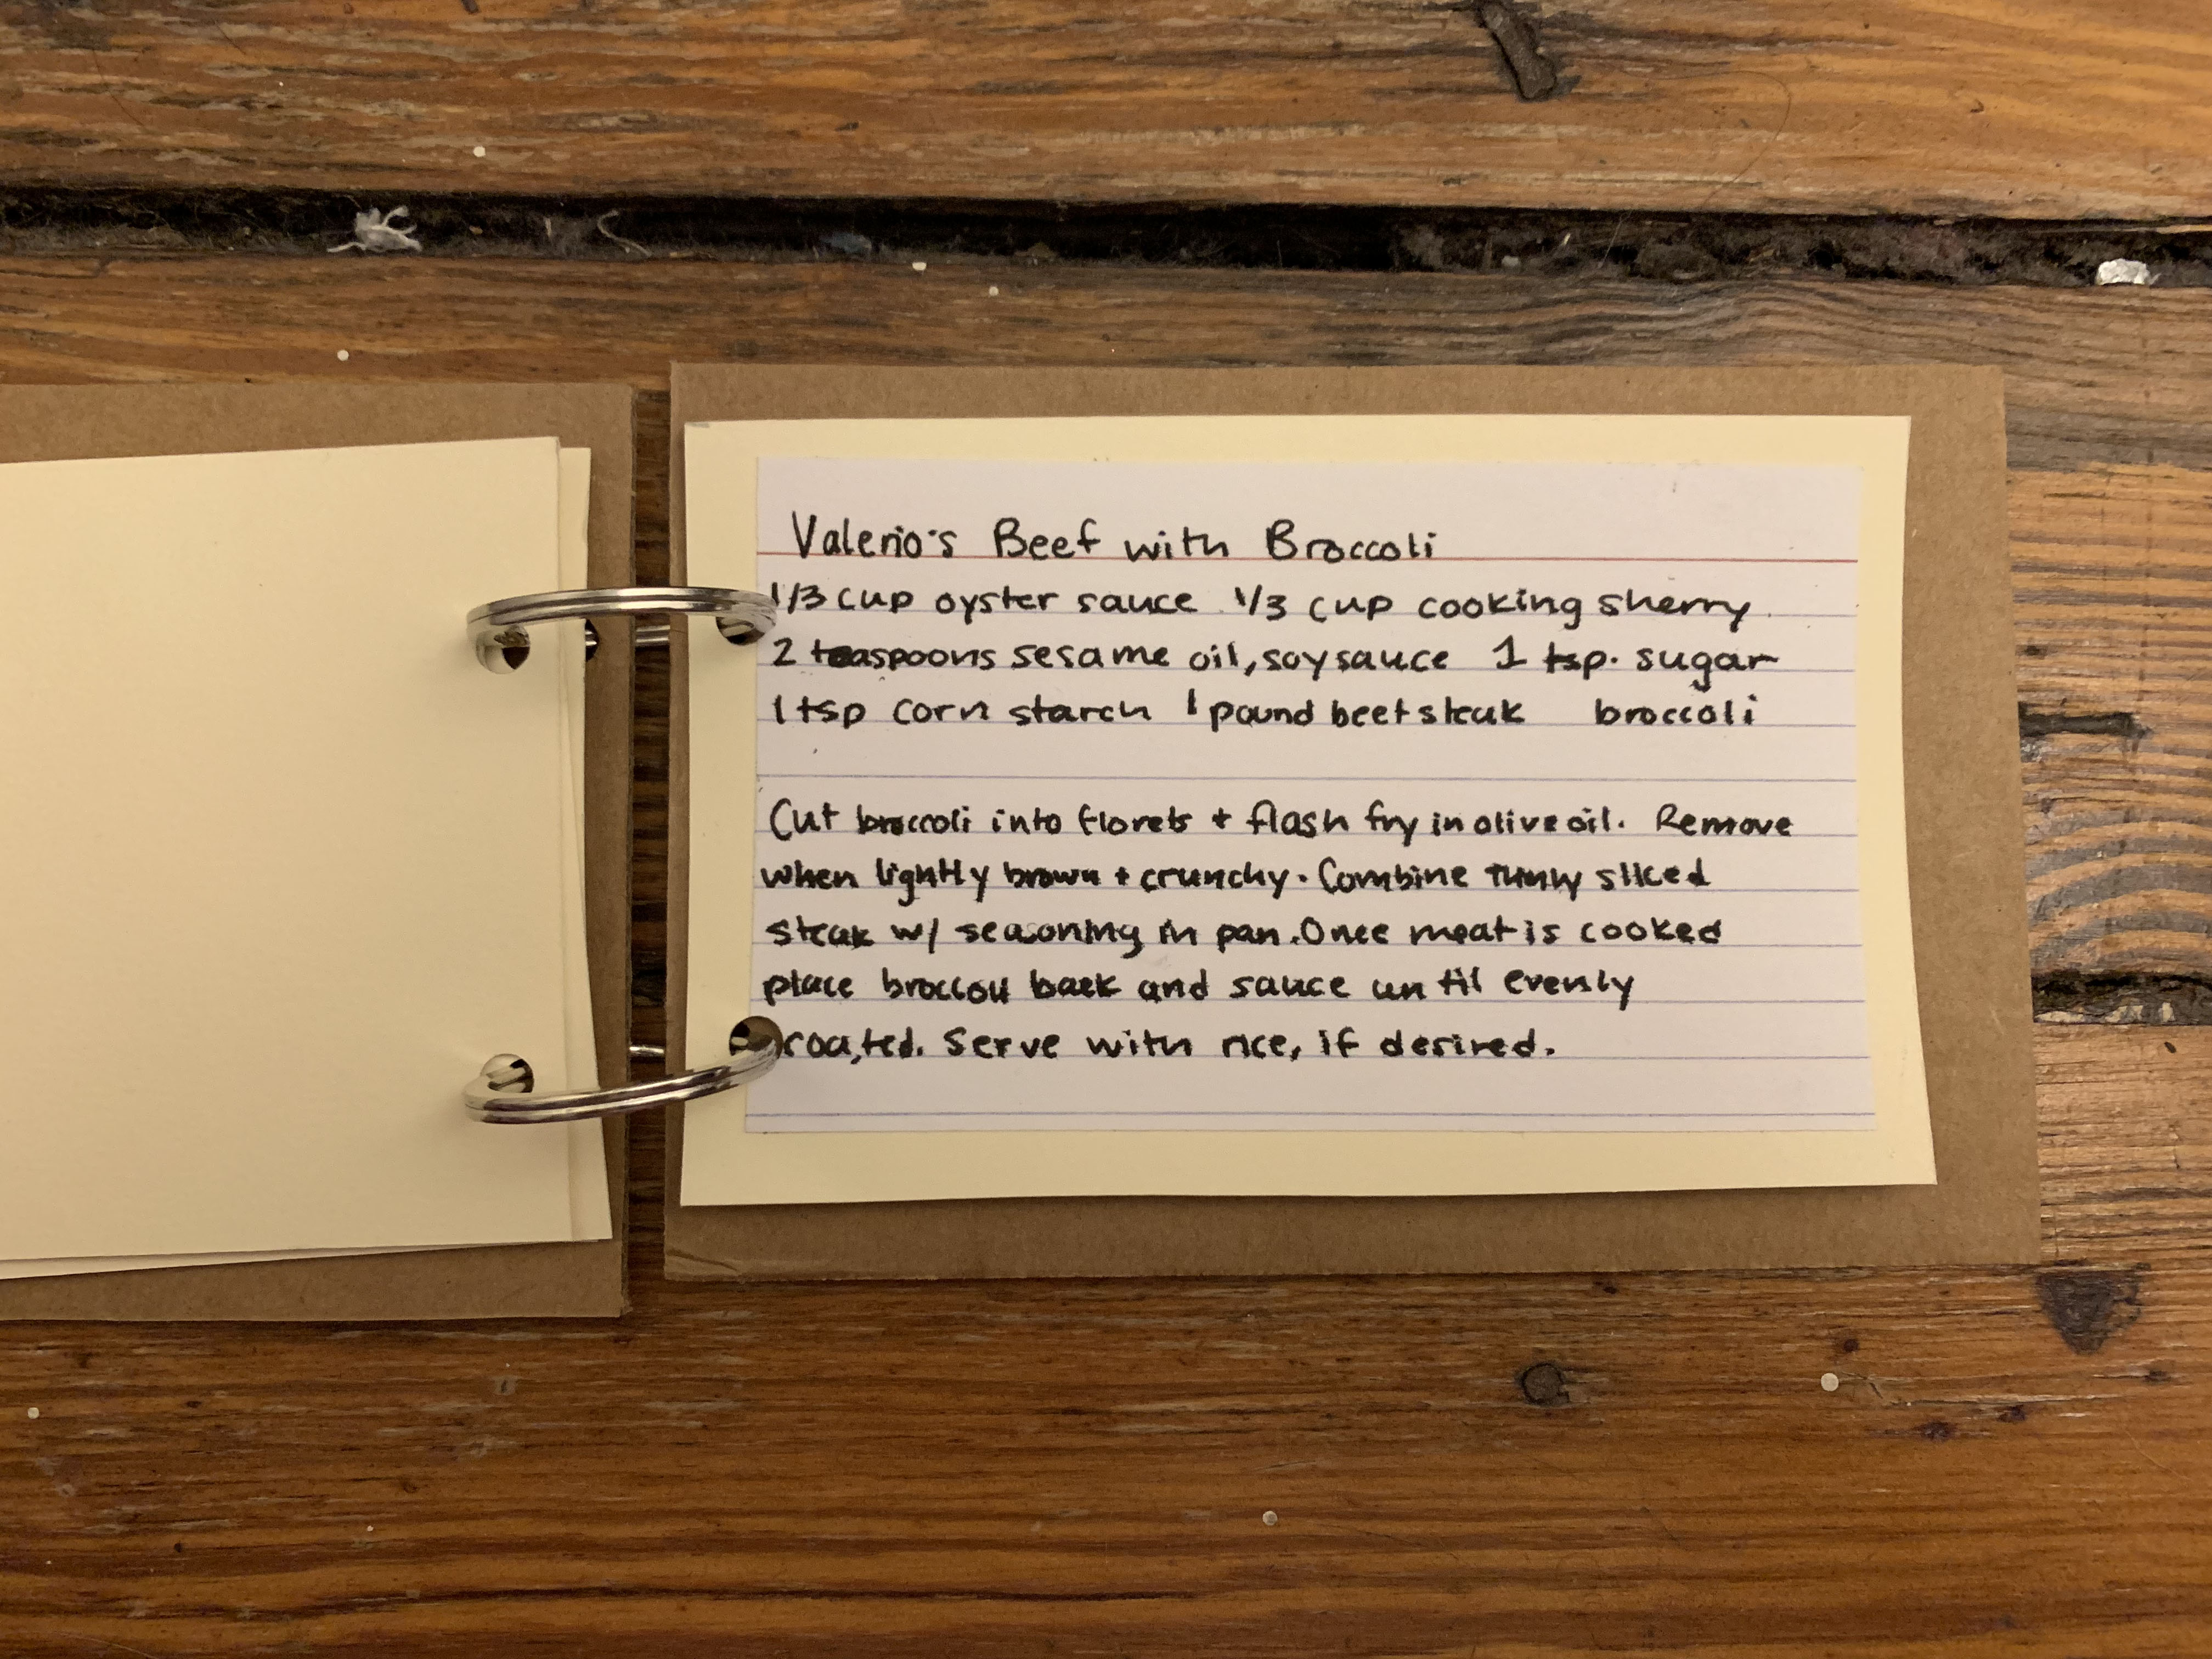 Valerio's Beef with Broccoli
1/3 cup oyster sauce 1/3 cup cooking sherry
2 teaspoons sesame oil, soy sauce 1 tsp. sugar
1 tsp corn starch 1 pound beef steak broccoli
Cut broccoli into florets + flash fry in olive oil. Remove
when lightly brown + crunchy. Combine thinly sliced
steak w/ seasoning in pan. Once meat is cooked
place broccoli back and sauce until evenly
coated. Serve with rice, if desired.